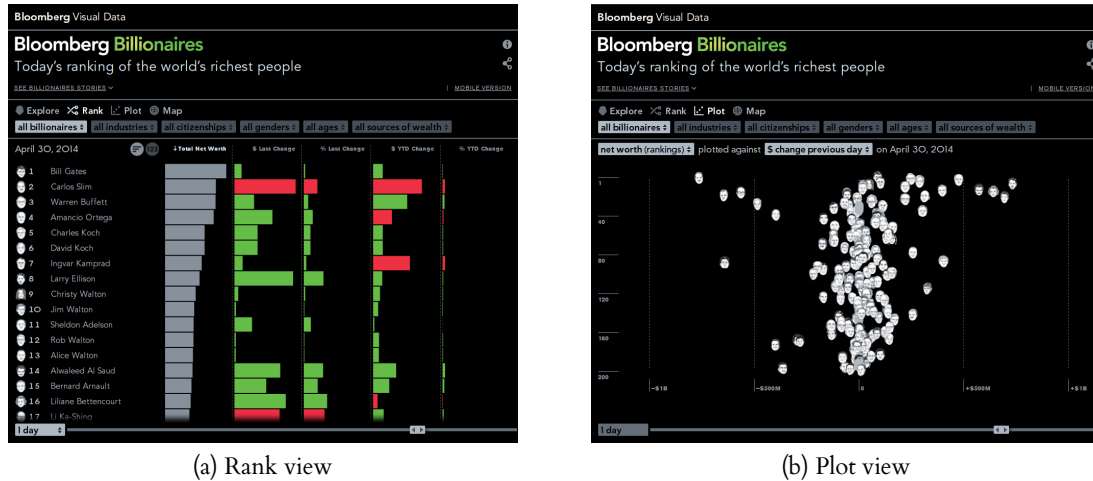 Bloomberg Visual Data
Bloomberg Billionaires
Today's ranking of the world's richest people
SEE BILLIONAIRES STORIES
MOBILE VERSION
Explore Rank Plot Map
all billionaires all industries all citizenships all genders all ages all sources of wealth
April 30, 2014 123 Total Net Worth $ Last Change % Last Change $ YTD Change % YTD Change
1 Bill Gates
2 Carlos Slim
3 Warren Buffett
4 Amancio Ortega
5 Charles Koch
6 David Koch
7 Ingvar Kamprad
8 Larry Ellison
9 Christy Walton
10 Jim Walton
11 Sheldon Adelson
12 Rob Walton
13 Alice Walton
14 Alwaleed Al Saud
15 Bernard Arnault
16 Liliane Bettencourt
17 Li Ka-Shing
1 day
(a) Rank view
Bloomberg Visual Data
Bloomberg Billionaires
Today's ranking of the world's richest people
SEE BILLIONAIRES STORIES
MOBILE VERSION
Explore Rank Plot Map
all billionaires all industries all citizenships all genders all ages all sources of wealth
net worth (rankings) plotted against $ change previous day on April 30, 2014
1
40
80
120
160
200
-$1B -$500M 0 +$500M +$1B
1 day
(b) Plot view